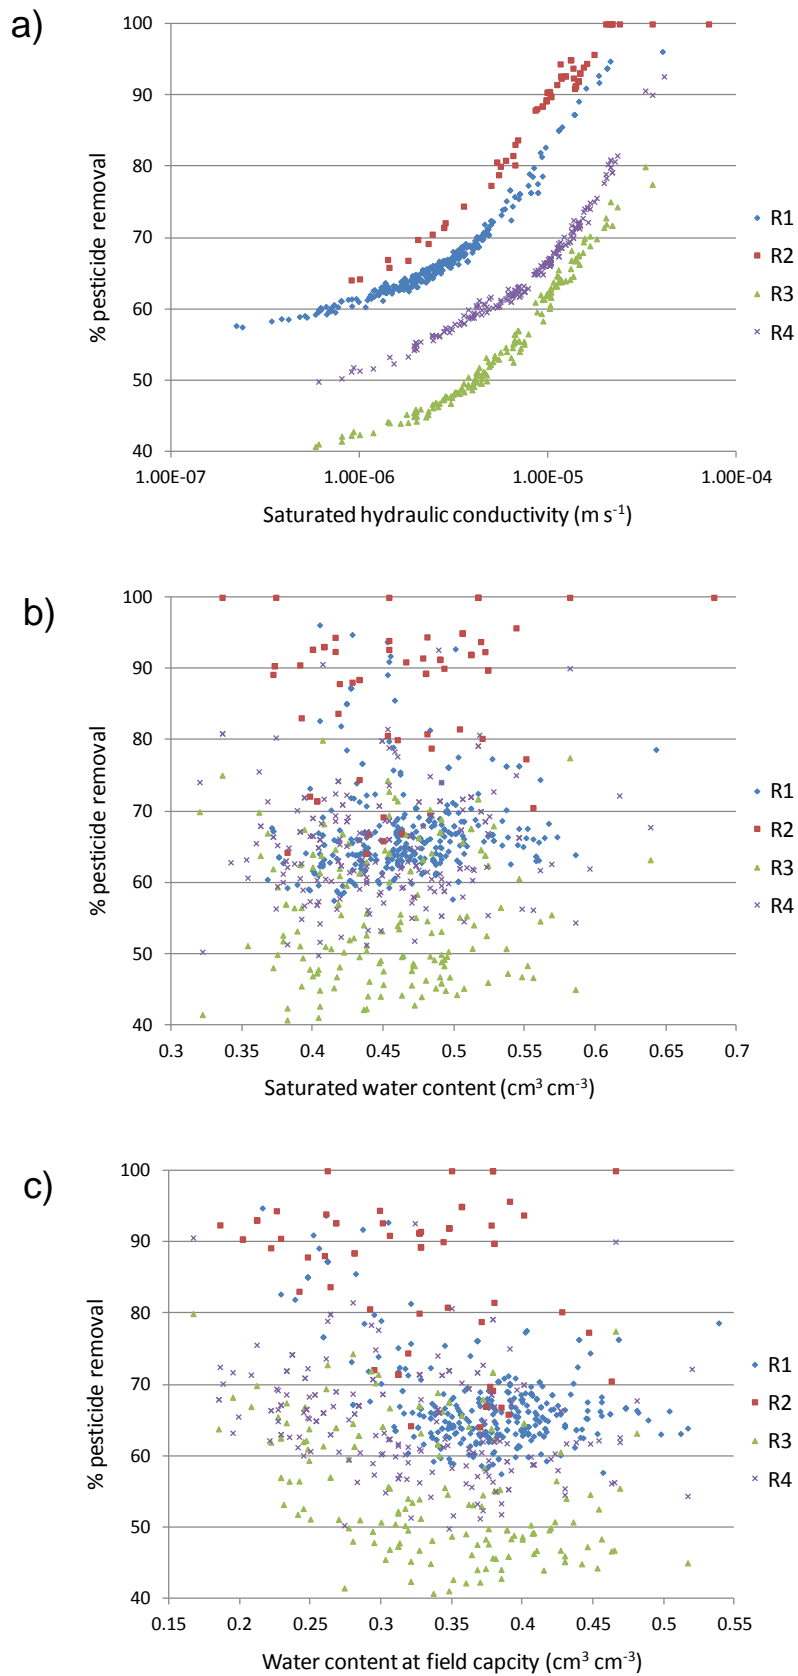 a)
100
90
80
70
60
50
40
% pesticide removal
1.00E-07 1.00E-06 1.00E-05 1.00E-04
Saturated hydraulic conductivity (m s⁻¹)
R1
R2
R3
R4
b)
100
90
80
70
60
50
40
% pesticide removal
0.3 0.35 0.4 0.45 0.5 0.55 0.6 0.65 0.7
Saturated water content (cm³ cm⁻³)
R1
R2
R3
R4
c)
100
90
80
70
60
50
40
% pesticide removal
0.15 0.2 0.25 0.3 0.35 0.4 0.45 0.5 0.55
Water content at field capcity (cm³ cm⁻³)
R1
R2
R3
R4